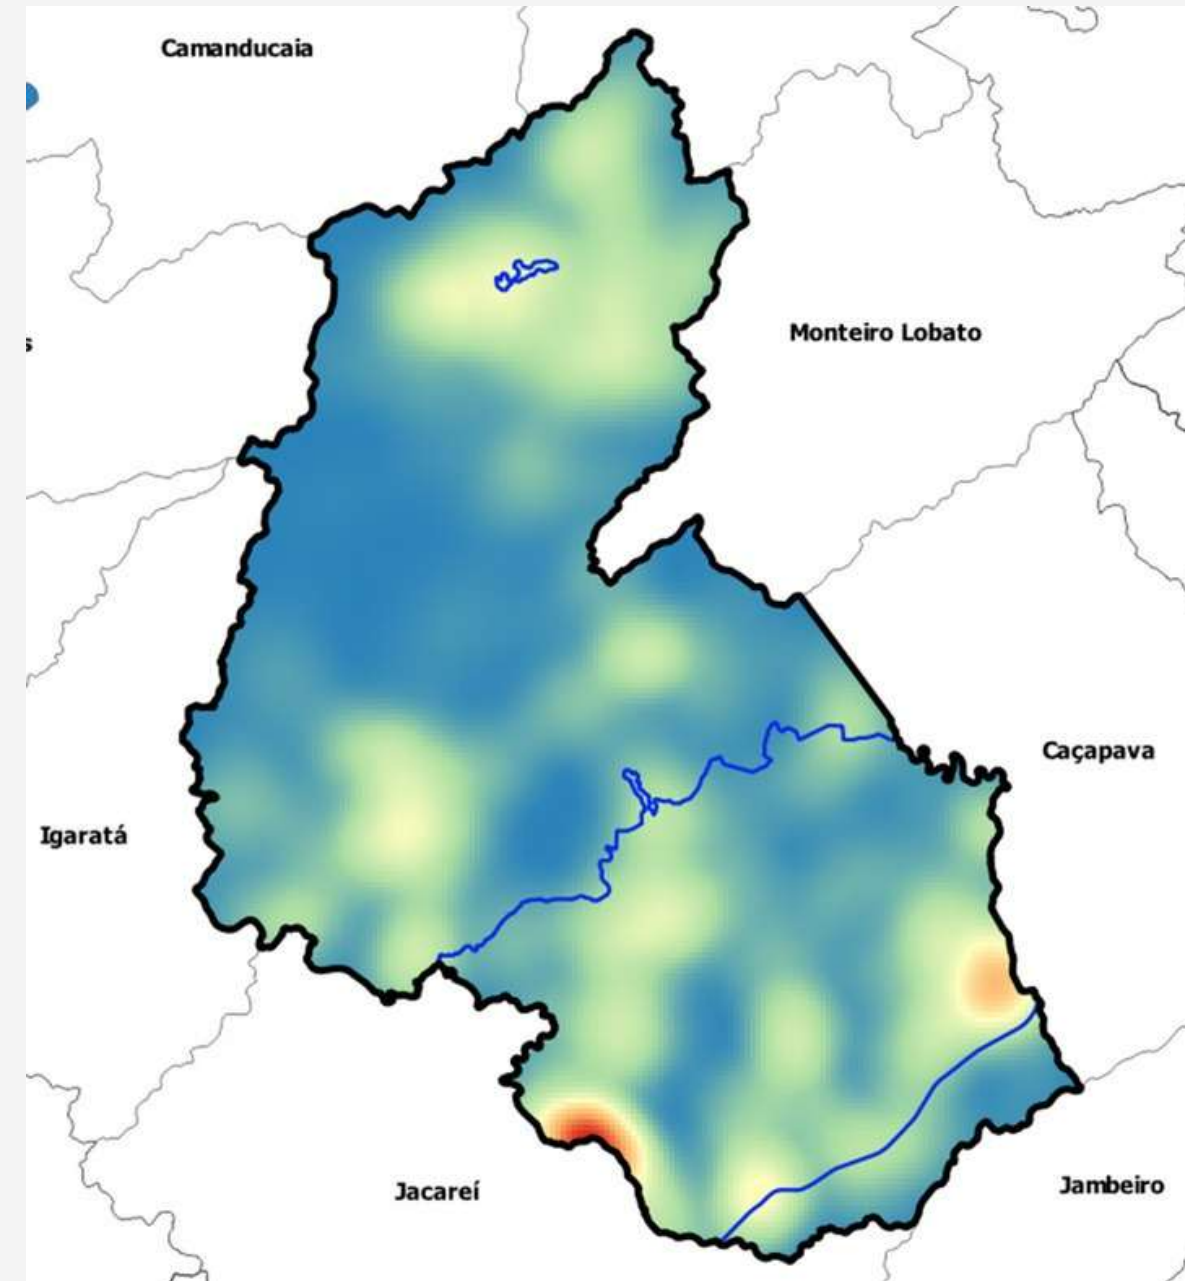 Camanducaia
Monteiro Lobato
s
Caçapava
Igaratá
Jacareí
Jambeiro